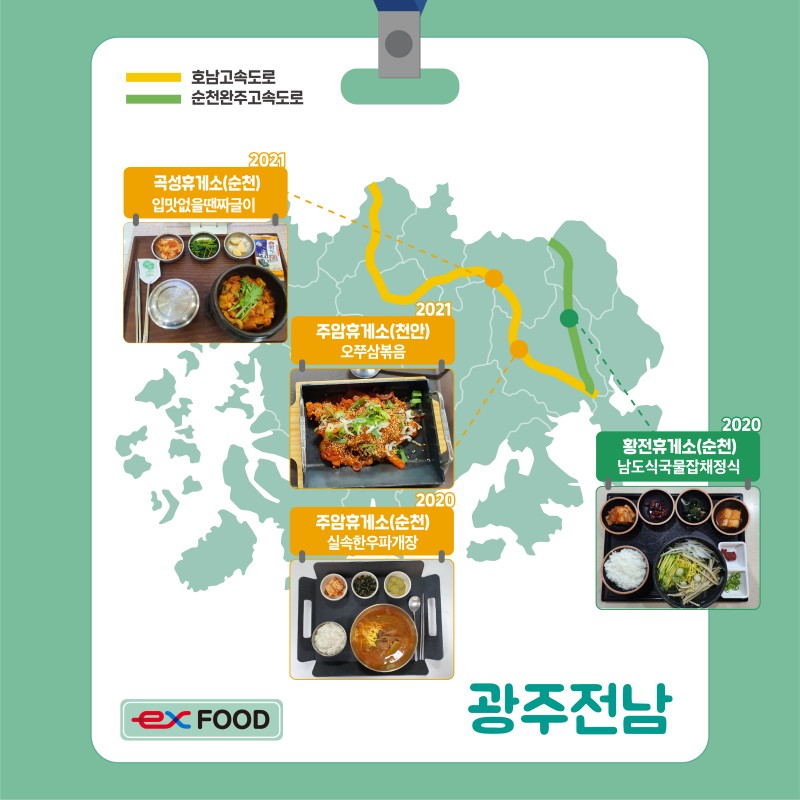 호남고속도로
순천완주고속도로
2021
곡성휴게소(순천)
입맛없을땐짜글이
2021
주암휴게소(천안)
오쭈삼볶음
2020
주암휴게소(순천)
실속한우파개장
2020
황전휴게소(순천)
남도식국물잡채정식
ex FOOD
광주전남